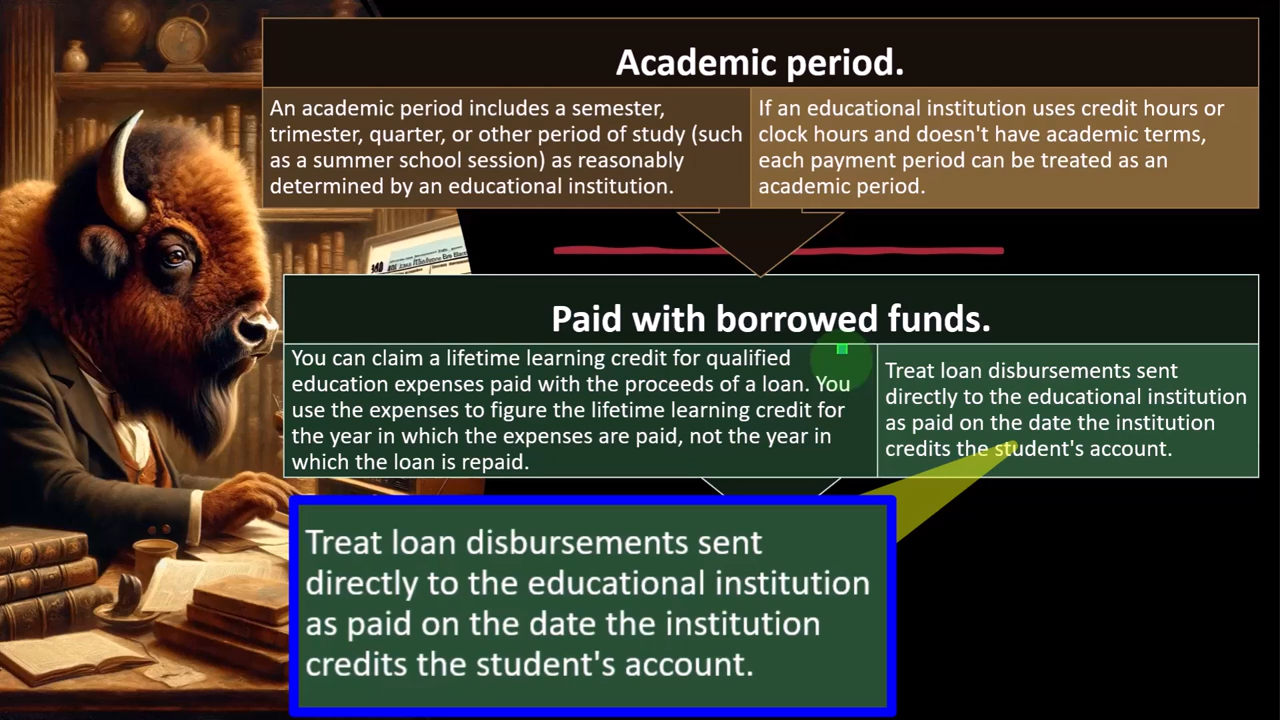 Academic period.
An academic period includes a semester,
trimester, quarter, or other period of study (such
as a summer school session) as reasonably
determined by an educational institution.
If an educational institution uses credit hours or
clock hours and doesn't have academic terms,
each payment period can be treated as an
academic period.
Paid with borrowed funds.
You can claim a lifetime learning credit for qualified
education expenses paid with the proceeds of a loan. You
use the expenses to figure the lifetime learning credit for
the year in which the expenses are paid, not the year in
which the loan is repaid.
Treat loan disbursements sent
directly to the educational institution
as paid on the date the institution
credits the student's account.
Treat loan disbursements sent
directly to the educational institution
as paid on the date the institution
credits the student's account.